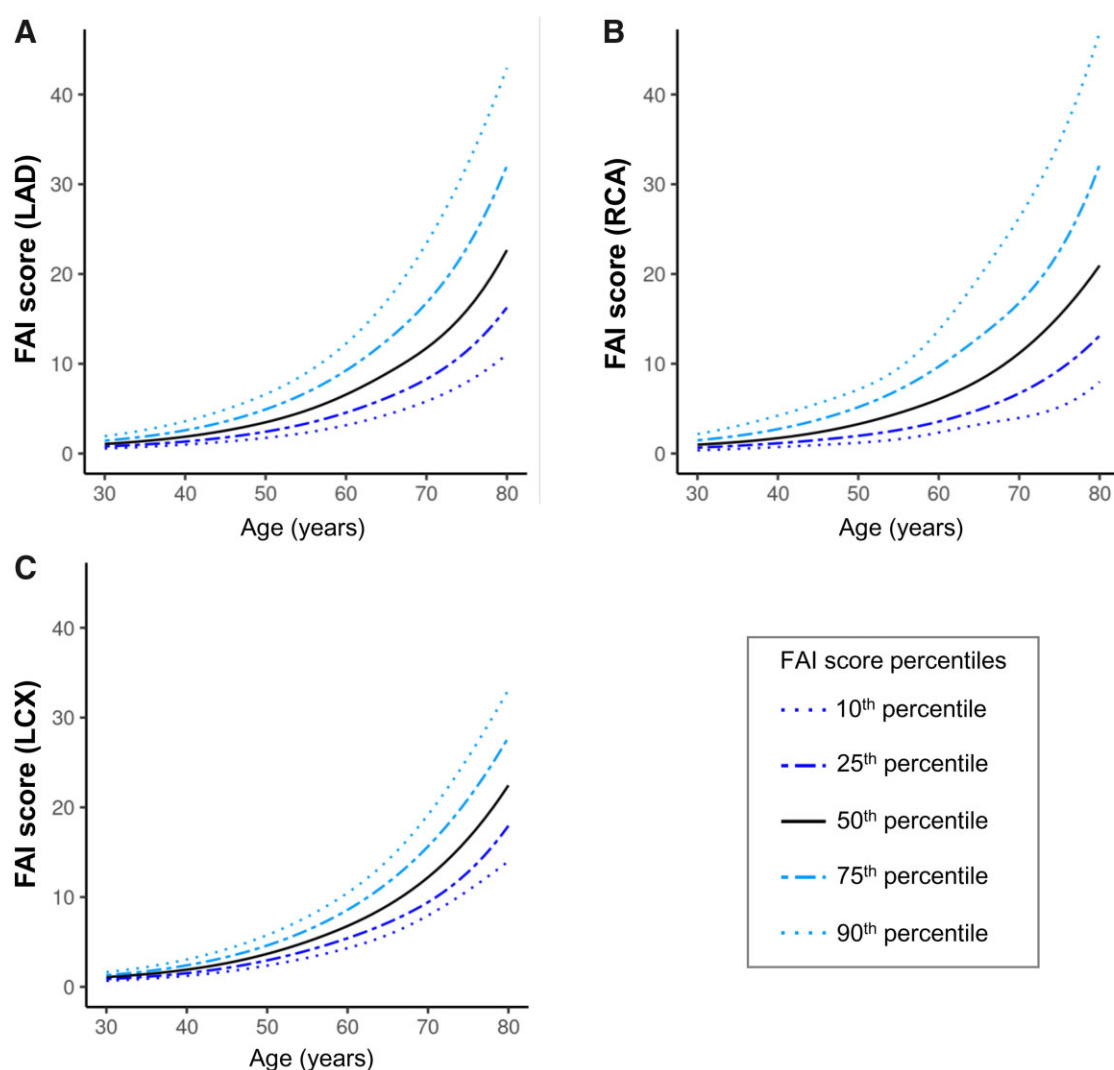 A
FAI score (LAD)
40
30
20
10
0
30 40 50 60 70 80
Age (years)
B
FAI score (RCA)
40
30
20
10
0
30 40 50 60 70 80
Age (years)
C
FAI score (LCX)
40
30
20
10
0
30 40 50 60 70 80
Age (years)
FAI score percentiles
10th percentile
25th percentile
50th percentile
75th percentile
90th percentile